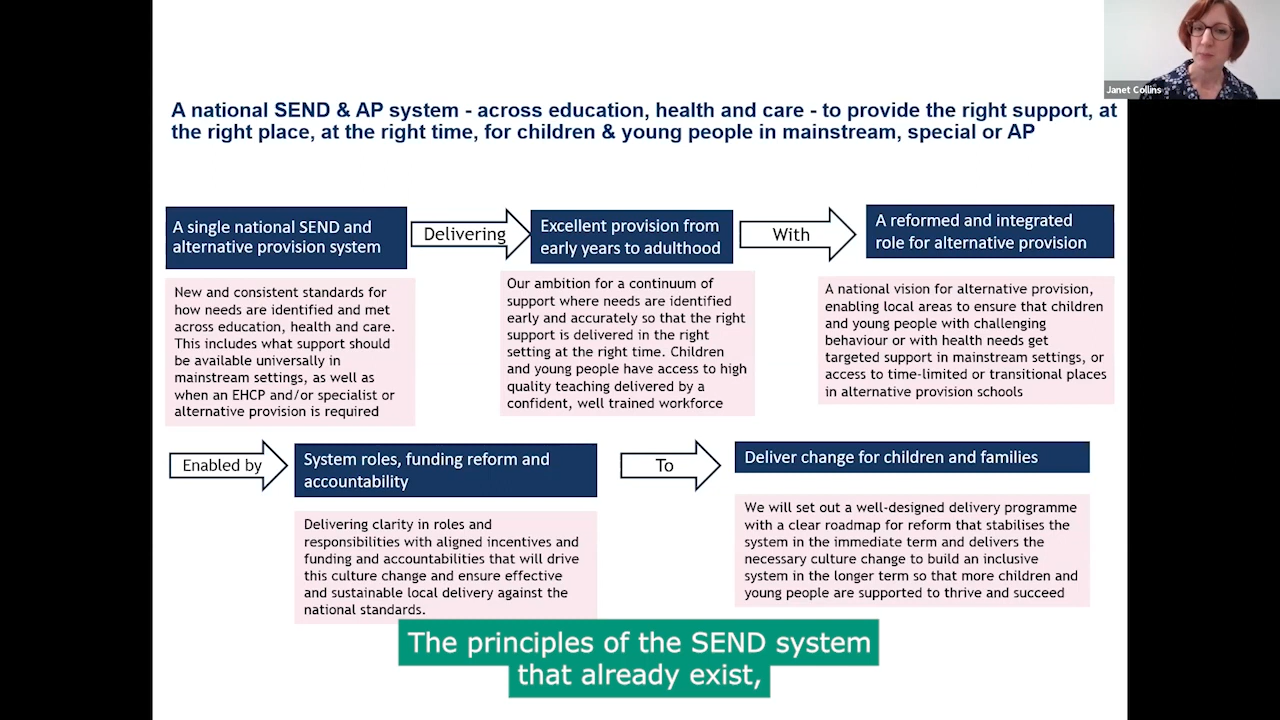 Janet Collins
A national SEND & AP system - across education, health and care - to provide the right support, at
the right place, at the right time, for children & young people in mainstream, special or AP
A single national SEND and
alternative provision system
Delivering
Excellent provision from
early years to adulthood
With
A reformed and integrated
role for alternative provision
New and consistent standards for
how needs are identified and met
across education, health and care.
This includes what support should
be available universally in
mainstream settings, as well as
when an EHCP and/or specialist or
alternative provision is required
Our ambition for a continuum of
support where needs are identified
early and accurately so that the right
support is delivered in the right
setting at the right time. Children
and young people have access to high
quality teaching delivered by a
confident, well trained workforce
A national vision for alternative provision,
enabling local areas to ensure that children
and young people with challenging
behaviour or with health needs get
targeted support in mainstream settings, or
access to time-limited or transitional places
in alternative provision schools
Enabled by
System roles, funding reform and
accountability
To
Deliver change for children and families
Delivering clarity in roles and
responsibilities with aligned incentives and
funding and accountabilities that will drive
this culture change and ensure effective
and sustainable local delivery against the
national standards.
We will set out a well-designed delivery programme
with a clear roadmap for reform that stabilises the
system in the immediate term and delivers the
necessary culture change to build an inclusive
system in the longer term so that more children and
young people are supported to thrive and succeed
The principles of the SEND system
that already exist,